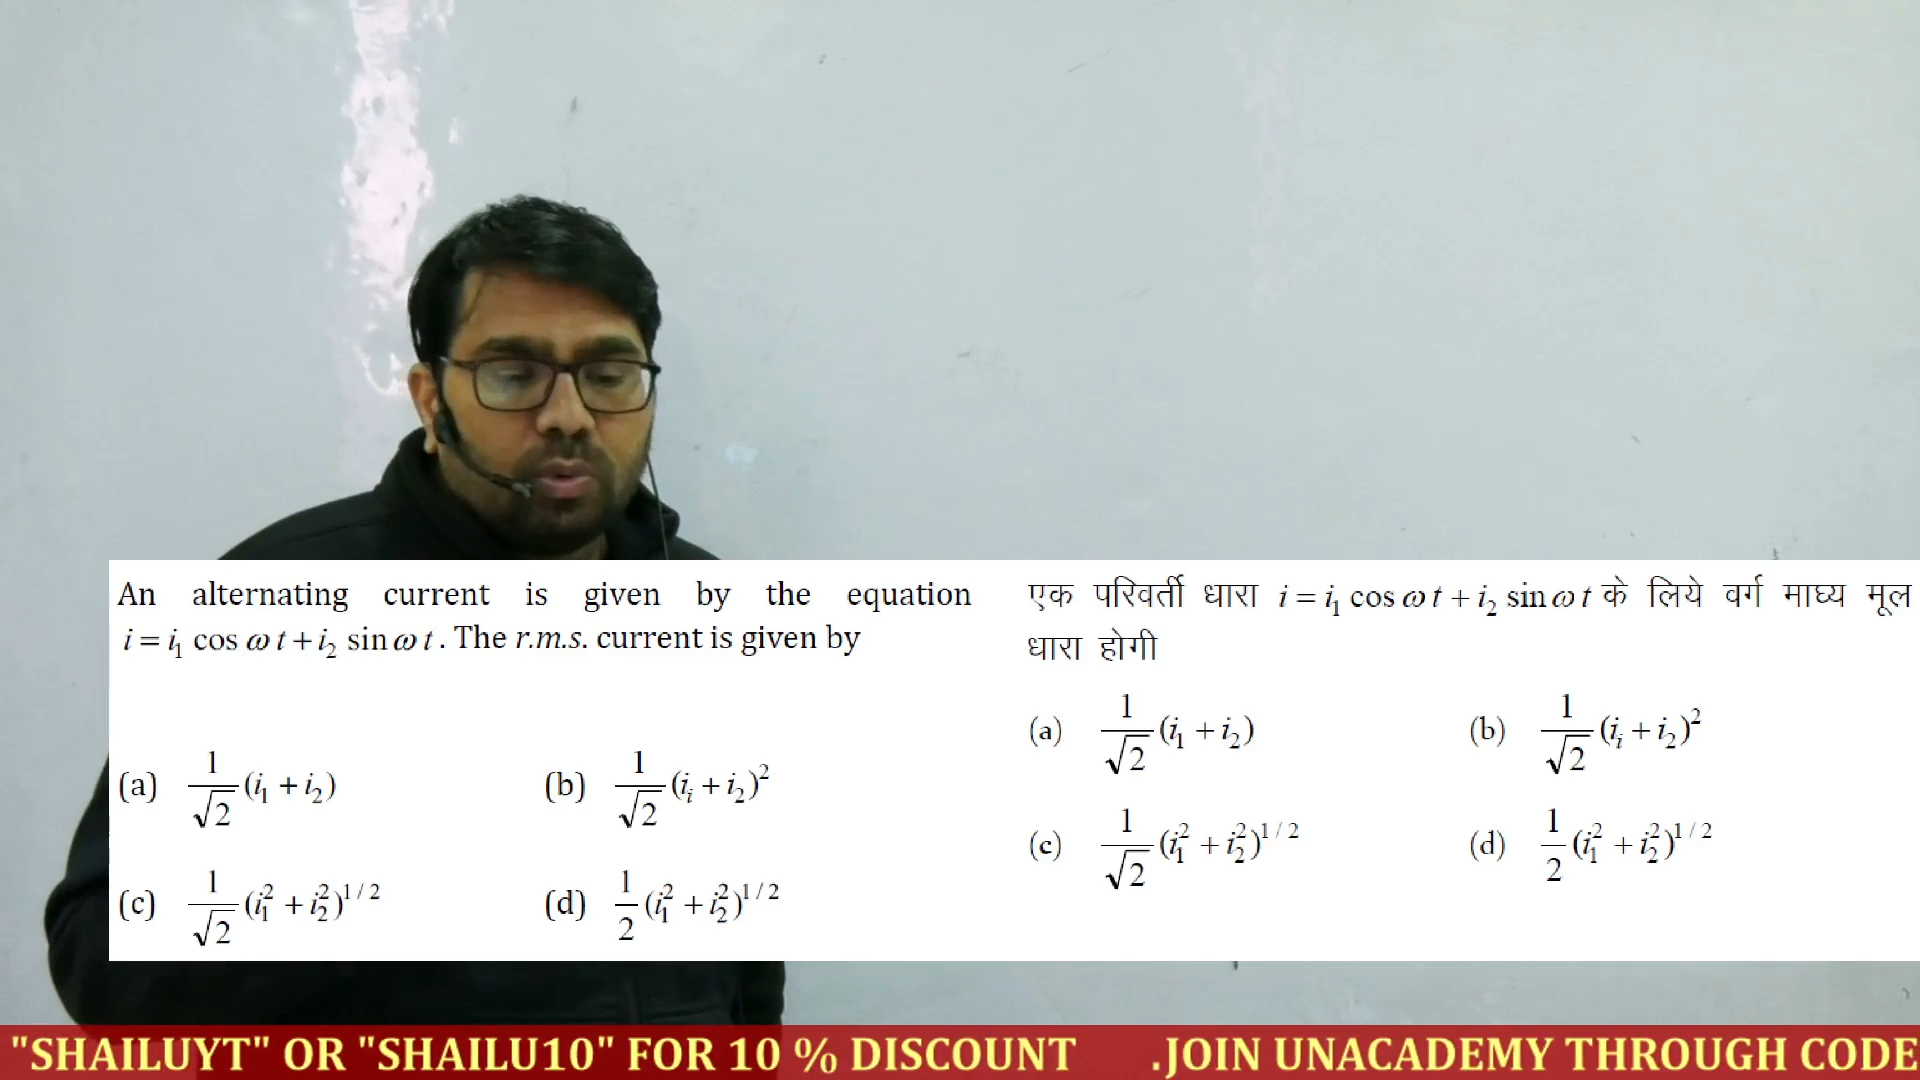 An alternating current is given by the equation
i = i₁ cos ω t + i₂ sin ω t . The r.m.s. current is given by
(a) 1/√2 (i₁ + i₂) (b) 1/√2 (iᵢ + i₂)²
(c) 1/√2 (i₁² + i₂²)^1/2 (d) 1/2 (i₁² + i₂²)^1/2
एक परिवर्ती धारा i = i₁ cos ω t + i₂ sin ω t के लिये वर्ग माध्य मूल
धारा होगी
(a) 1/√2 (i₁ + i₂) (b) 1/√2 (iᵢ + i₂)²
(c) 1/√2 (i₁² + i₂²)^1/2 (d) 1/2 (i₁² + i₂²)^1/2
"SHAILUYT" OR "SHAILU10" FOR 10 % DISCOUNT .JOIN UNACADEMY THROUGH CODE